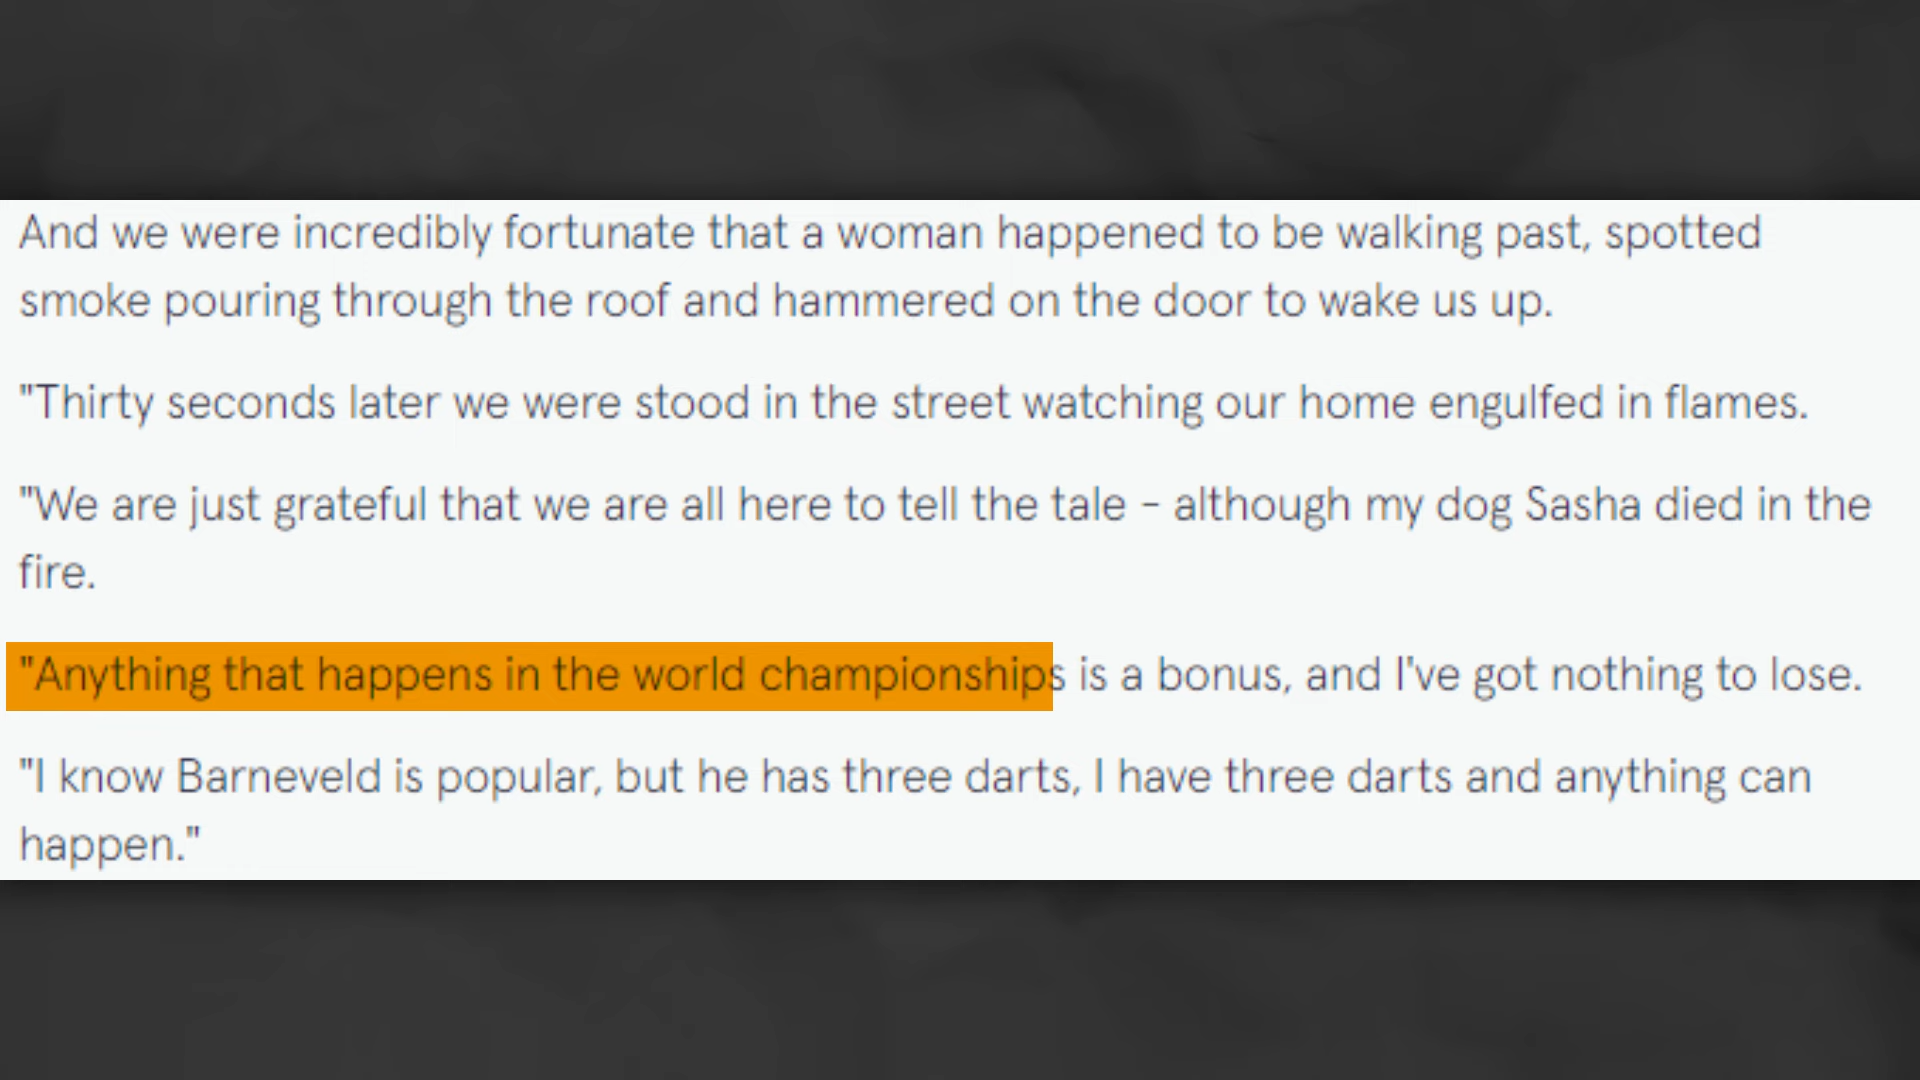 And we were incredibly fortunate that a woman happened to be walking past, spotted
smoke pouring through the roof and hammered on the door to wake us up.
"Thirty seconds later we were stood in the street watching our home engulfed in flames.
"We are just grateful that we are all here to tell the tale – although my dog Sasha died in the
fire.
"Anything that happens in the world championships is a bonus, and I've got nothing to lose.
"I know Barneveld is popular, but he has three darts, I have three darts and anything can
happen."